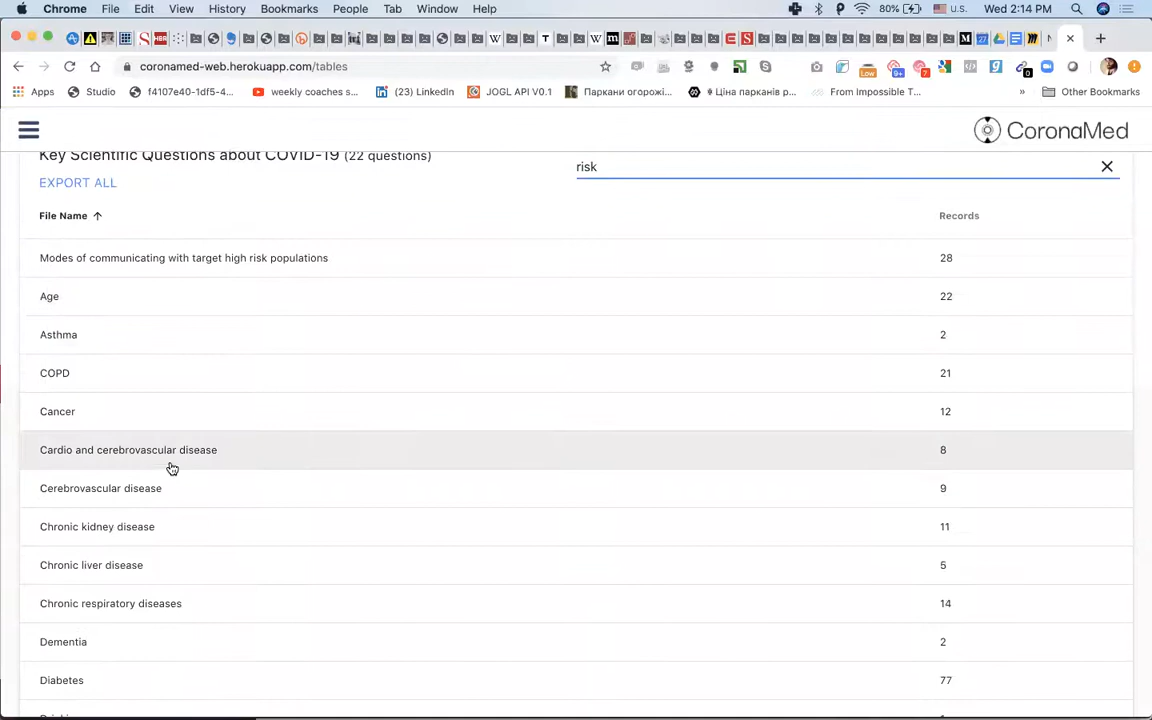 Chrome File Edit View History Bookmarks People Tab Window Help 80% U.S. Wed 2:14 PM
coronamed-web.herokuapp.com/tables
Apps Studio f4107e40-1df5-4... weekly coaches s... (23) LinkedIn JOGL API V0.1 Паркани огорожі... Ціна парканів р... From Impossible T... » Other Bookmarks
CoronaMed
Key Scientific Questions about COVID-19 (22 questions)
risk
EXPORT ALL
File Name Records
Modes of communicating with target high risk populations 28
Age 22
Asthma 2
COPD 21
Cancer 12
Cardio and cerebrovascular disease 8
Cerebrovascular disease 9
Chronic kidney disease 11
Chronic liver disease 5
Chronic respiratory diseases 14
Dementia 2
Diabetes 77